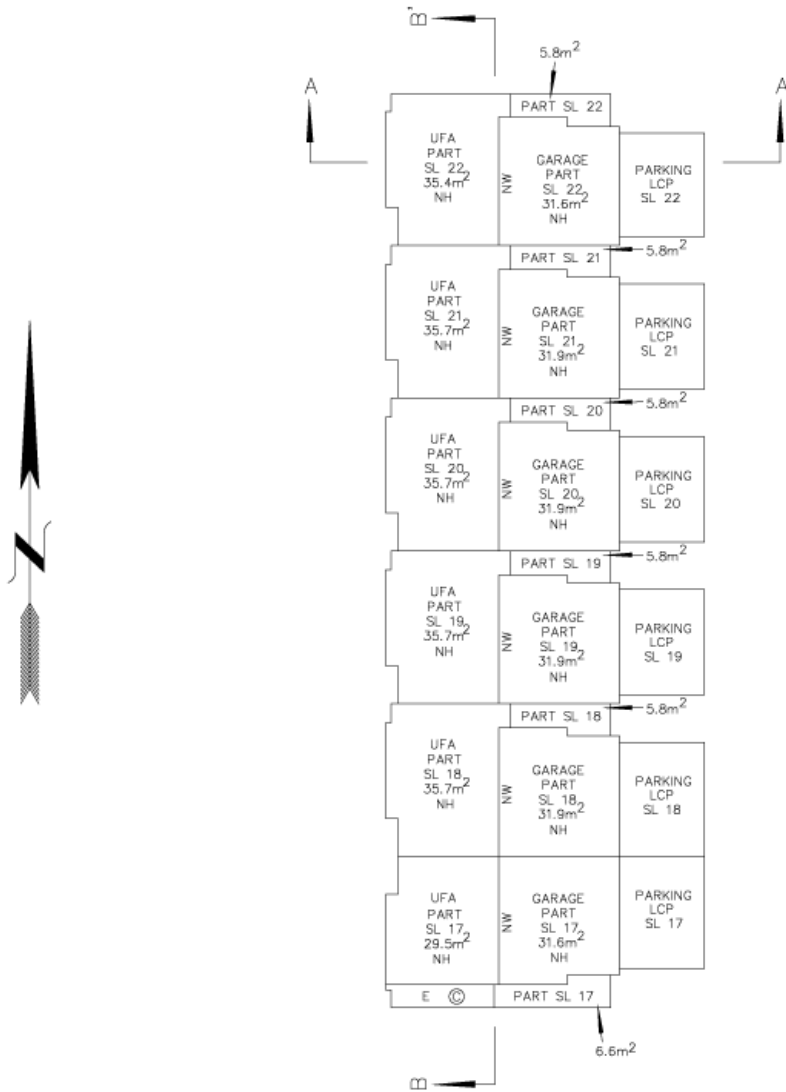 B'
5.8m²
A
A
PART SL 22
UFA
PART
SL 22
35.4m²
NH
NW
GARAGE
PART
SL 22
31.6m²
NH
PARKING
LCP
SL 22
PART SL 21
5.8m²
UFA
PART
SL 21
35.7m²
NH
NW
GARAGE
PART
SL 21
31.9m²
NH
PARKING
LCP
SL 21
PART SL 20
5.8m²
UFA
PART
SL 20
35.7m²
NH
NW
GARAGE
PART
SL 20
31.9m²
NH
PARKING
LCP
SL 20
PART SL 19
5.8m²
UFA
PART
SL 19
35.7m²
NH
NW
GARAGE
PART
SL 19
31.9m²
NH
PARKING
LCP
SL 19
PART SL 18
5.8m²
UFA
PART
SL 18
35.7m²
NH
NW
GARAGE
PART
SL 18
31.9m²
NH
PARKING
LCP
SL 18
UFA
PART
SL 17
29.5m²
NH
NW
GARAGE
PART
SL 17
31.6m²
NH
PARKING
LCP
SL 17
E ©
PART SL 17
6.6m²
B
N